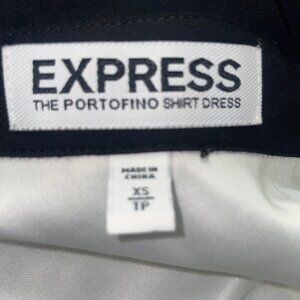 EXPRESS
THE PORTOFINO SHIRT DRESS
MADE IN
CHINA
XS
TP